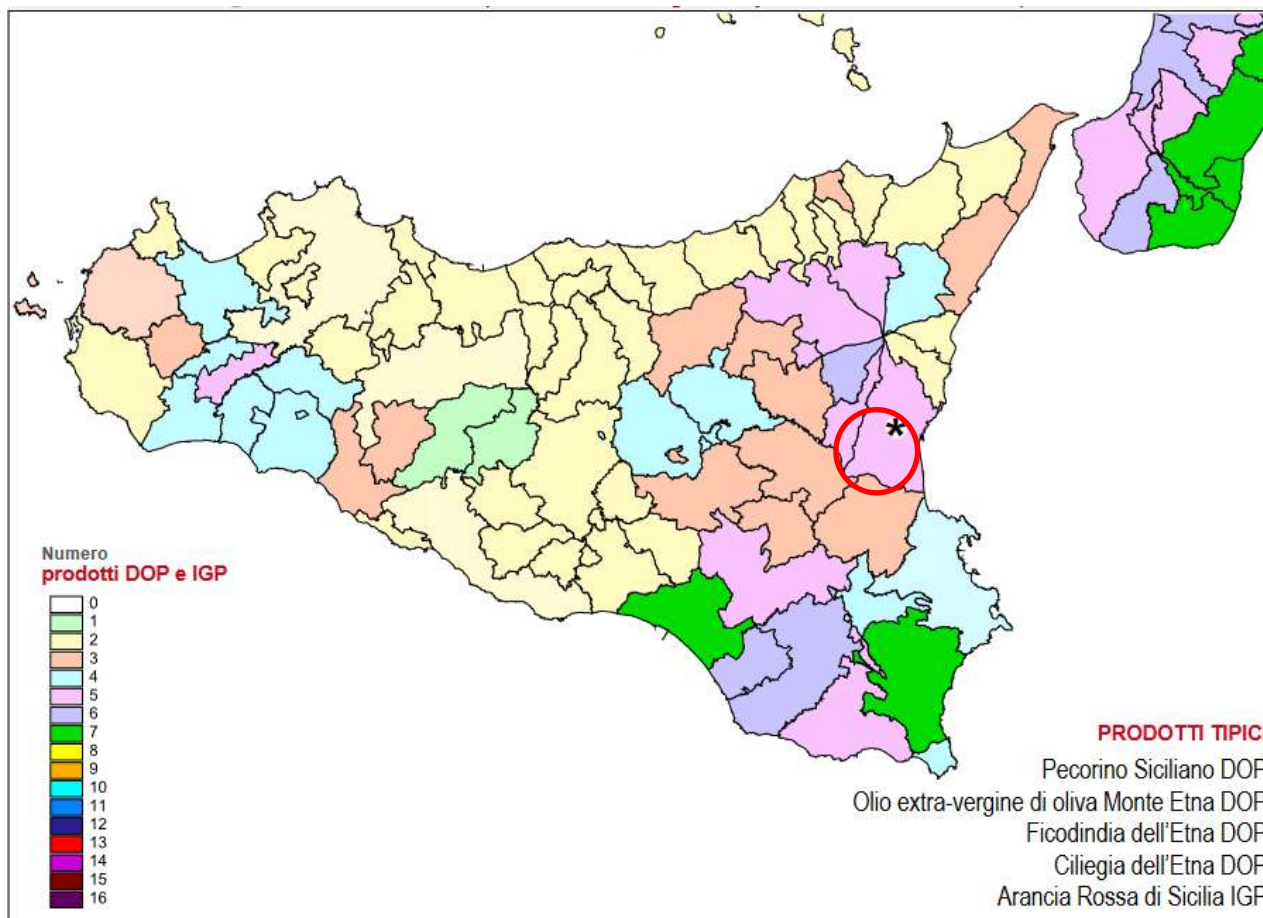 Numero
prodotti DOP e IGP
0
1
2
3
4
5
6
7
8
9
10
11
12
13
14
15
16
*
PRODOTTI TIPICI
Pecorino Siciliano DOP
Olio extra-vergine di oliva Monte Etna DOP
Ficodindia dell'Etna DOP
Ciliegia dell'Etna DOP
Arancia Rossa di Sicilia IGP